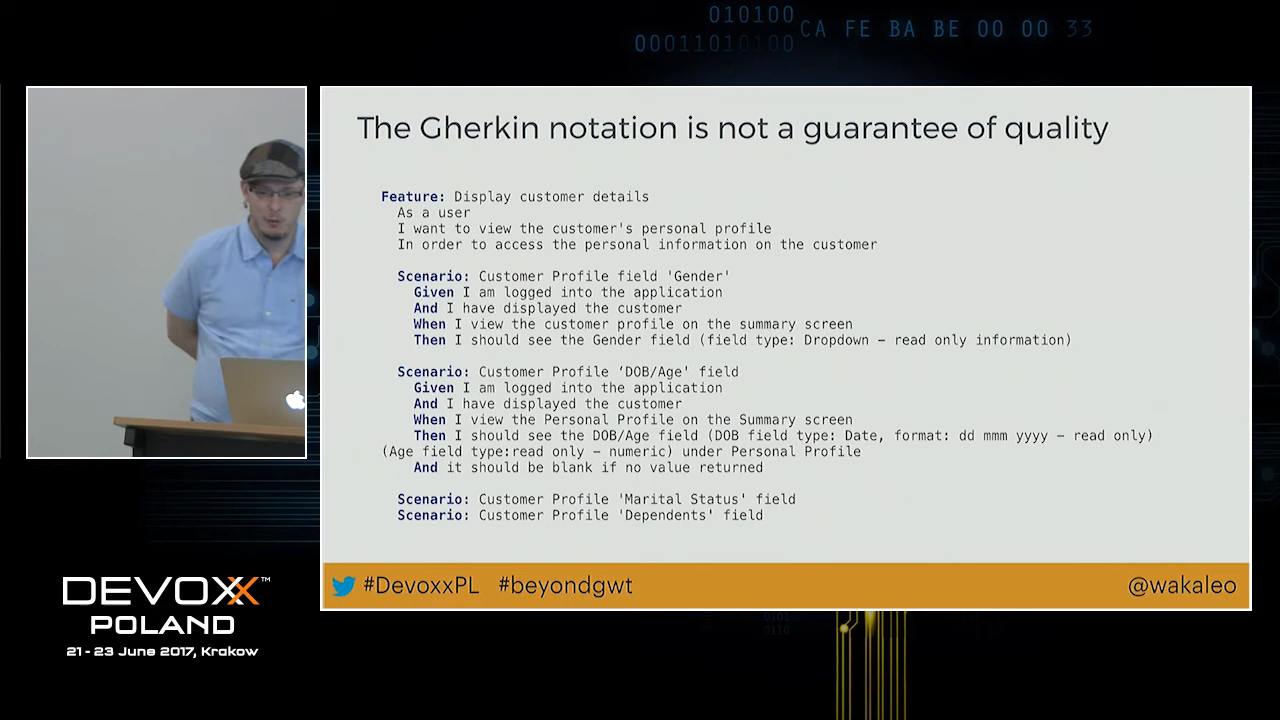 010100
00011010100
CA FE BA BE 00 00 33
The Gherkin notation is not a guarantee of quality
Feature: Display customer details
As a user
I want to view the customer's personal profile
In order to access the personal information on the customer
Scenario: Customer Profile field 'Gender'
Given I am logged into the application
And I have displayed the customer
When I view the customer profile on the summary screen
Then I should see the Gender field (field type: Dropdown – read only information)
Scenario: Customer Profile ‘DOB/Age' field
Given I am logged into the application
And I have displayed the customer
When I view the Personal Profile on the Summary screen
Then I should see the DOB/Age field (DOB field type: Date, format: dd mmm yyyy – read only)
(Age field type:read only – numeric) under Personal Profile
And it should be blank if no value returned
Scenario: Customer Profile 'Marital Status' field
Scenario: Customer Profile 'Dependents' field
#DevoxxPL #beyondgwt
@wakaleo
DEVOXX™
POLAND
21 - 23 June 2017, Krakow